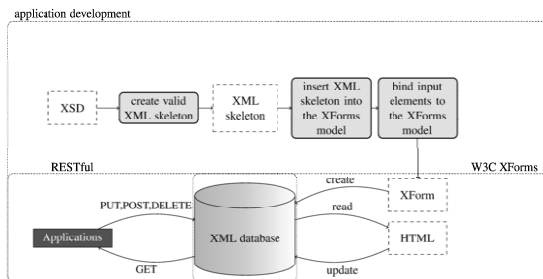 application development
XSD
create valid
XML skeleton
XML
skeleton
insert XML
skeleton into
the XForms
model
bind input
elements to
the XForms
model
RESTful
W3C XForms
PUT,POST,DELETE
Applications
GET
XML database
create
read
update
XForm
HTML